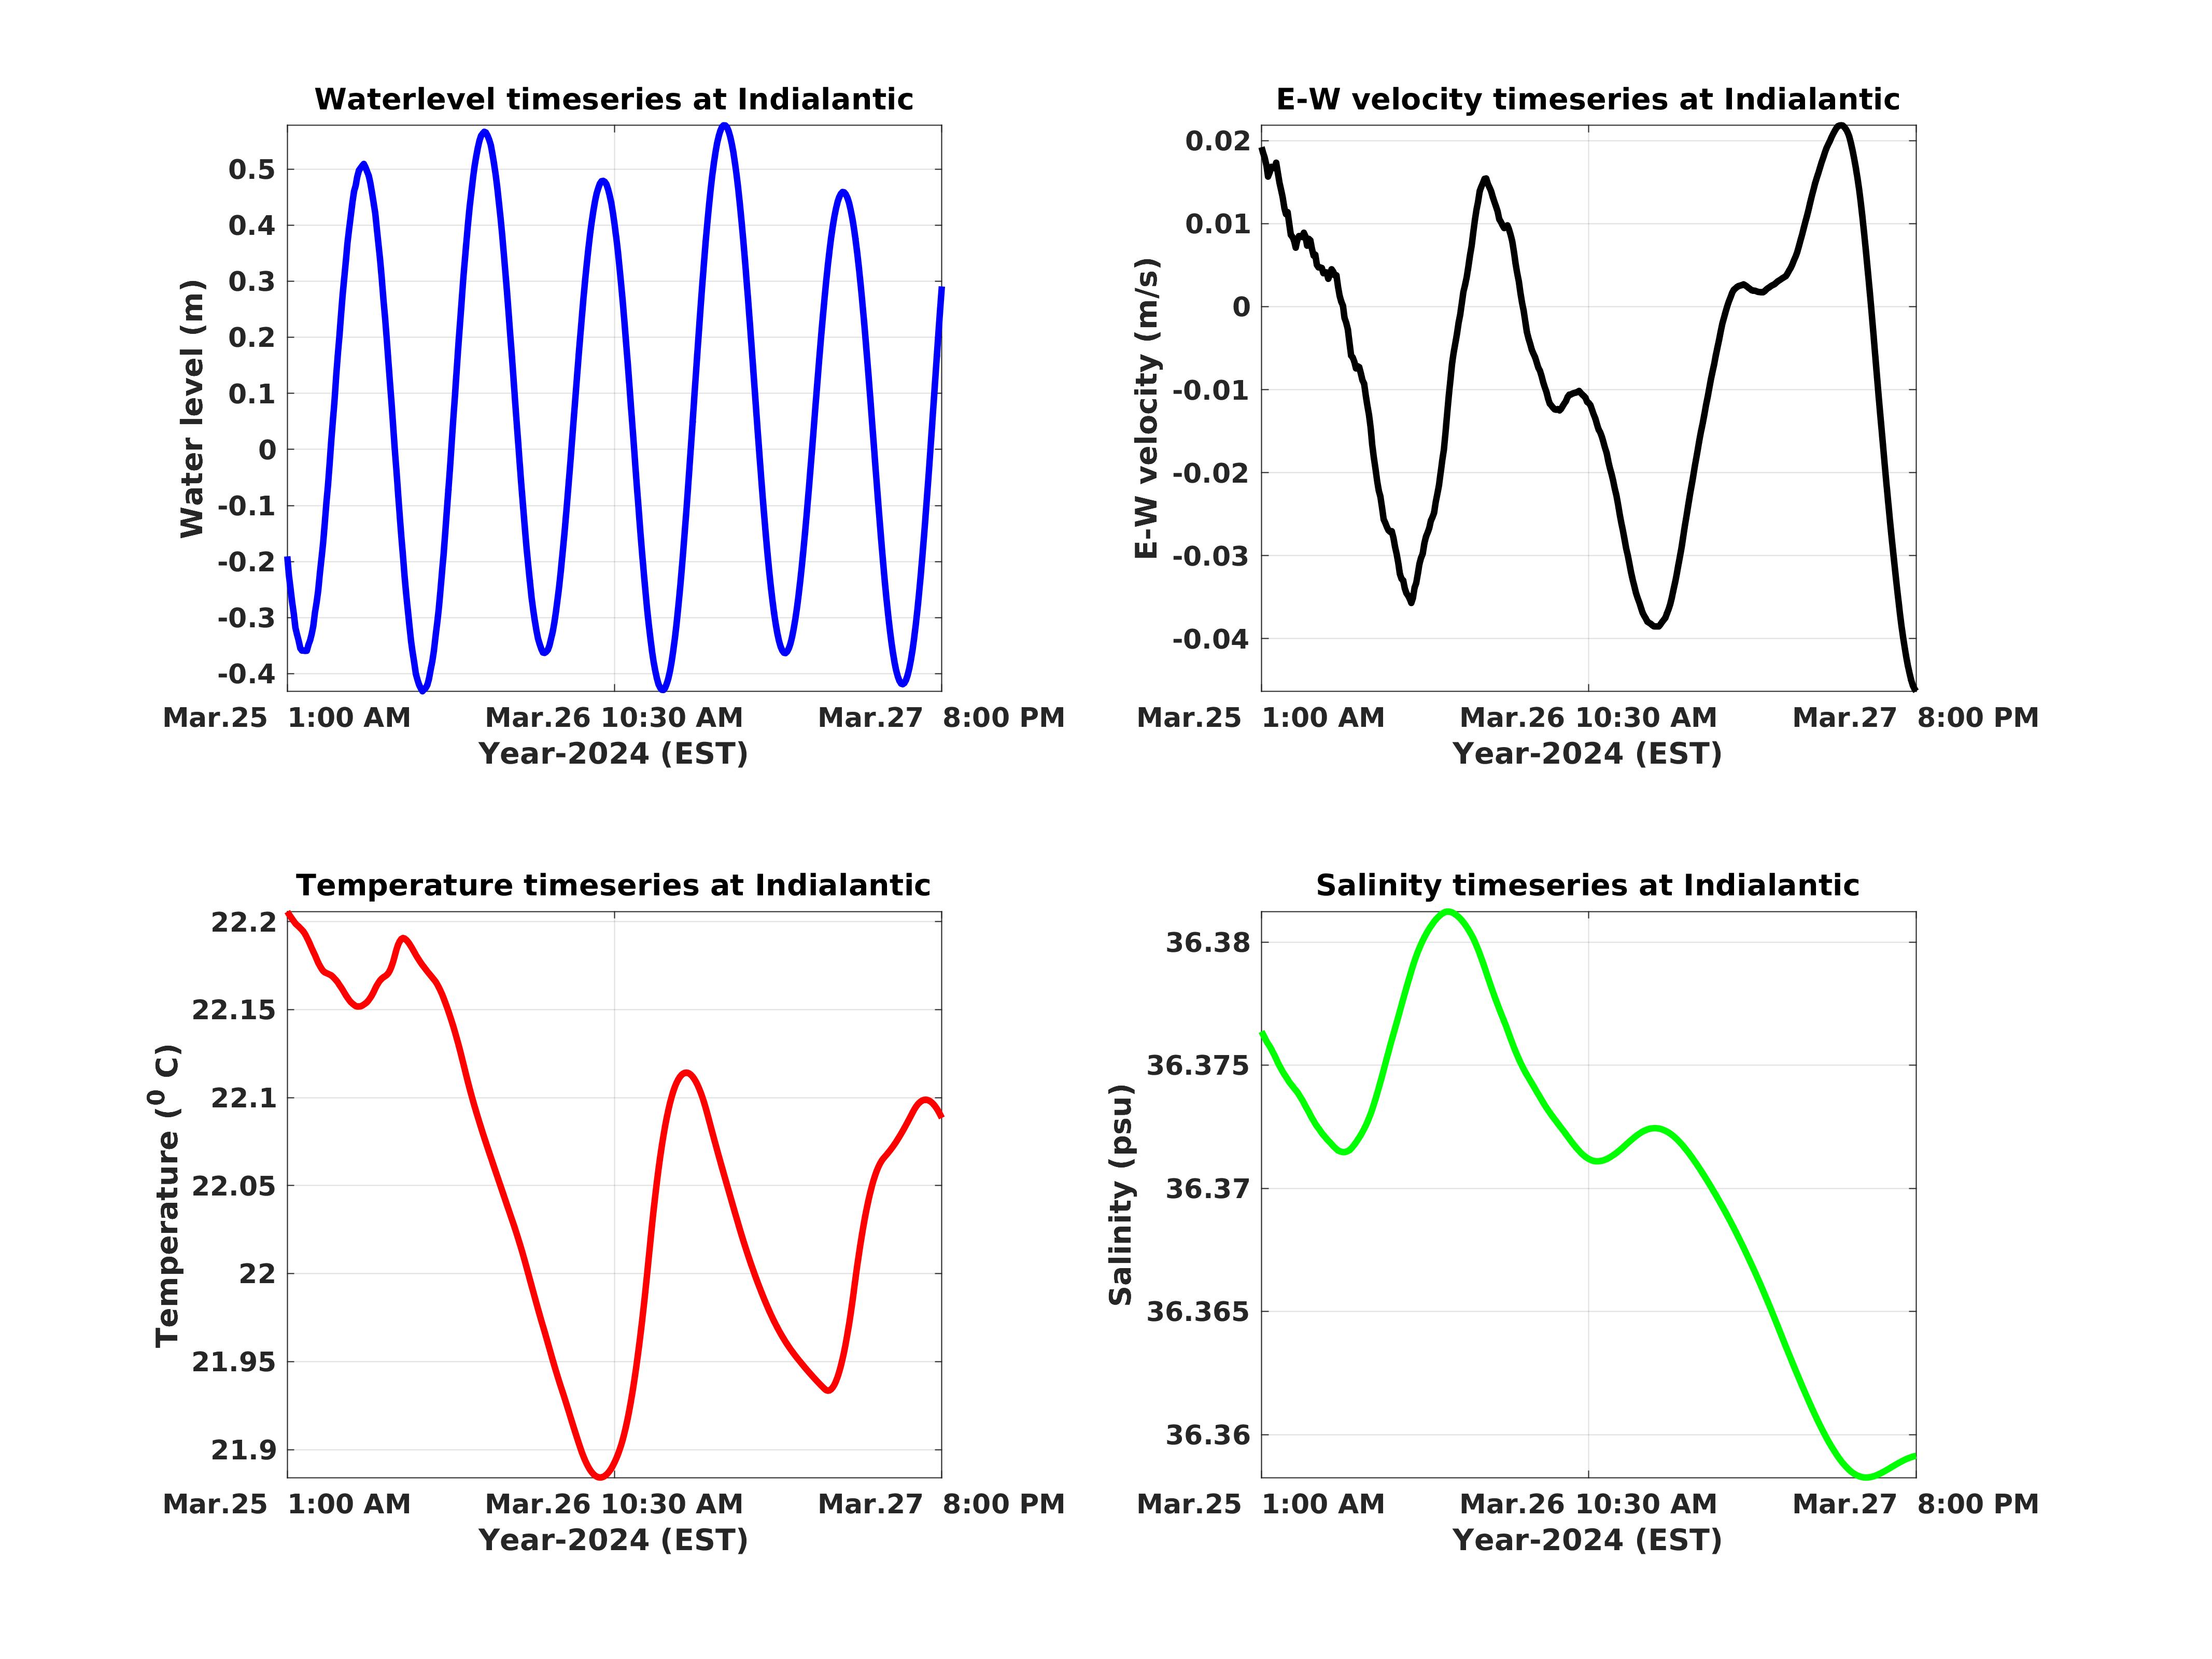 Waterlevel timeseries at Indialantic
Water level (m)
0.5
0.4
0.3
0.2
0.1
0
-0.1
-0.2
-0.3
-0.4
Mar.25 1:00 AM Mar.26 10:30 AM Mar.27 8:00 PM
Year-2024 (EST)
E-W velocity timeseries at Indialantic
E-W velocity (m/s)
0.02
0.01
0
-0.01
-0.02
-0.03
-0.04
Mar.25 1:00 AM Mar.26 10:30 AM Mar.27 8:00 PM
Year-2024 (EST)
Temperature timeseries at Indialantic
Temperature (⁰ C)
22.2
22.15
22.1
22.05
22
21.95
21.9
Mar.25 1:00 AM Mar.26 10:30 AM Mar.27 8:00 PM
Year-2024 (EST)
Salinity timeseries at Indialantic
Salinity (psu)
36.38
36.375
36.37
36.365
36.36
Mar.25 1:00 AM Mar.26 10:30 AM Mar.27 8:00 PM
Year-2024 (EST)